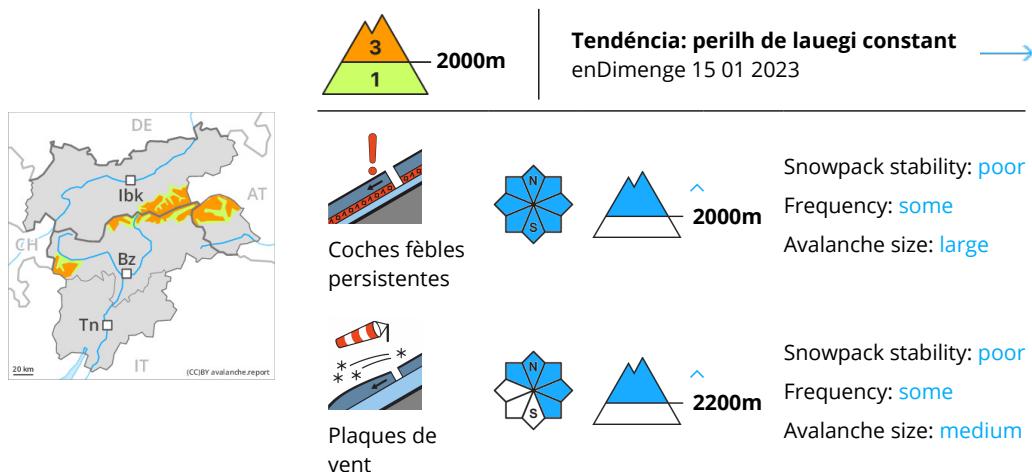 3
1
2000m
Tendéncia: perilh de lauegi constant
enDimenge 15 01 2023
DE
Ibk
AT
CH
Bz
Tn
IT
20 km
(CC)BY avalanche.report
Coches fèbles
persistentes
N
S
2000m
Snowpack stability: poor
Frequency: some
Avalanche size: large
Plaques de
vent
N
S
2200m
Snowpack stability: poor
Frequency: some
Avalanche size: medium